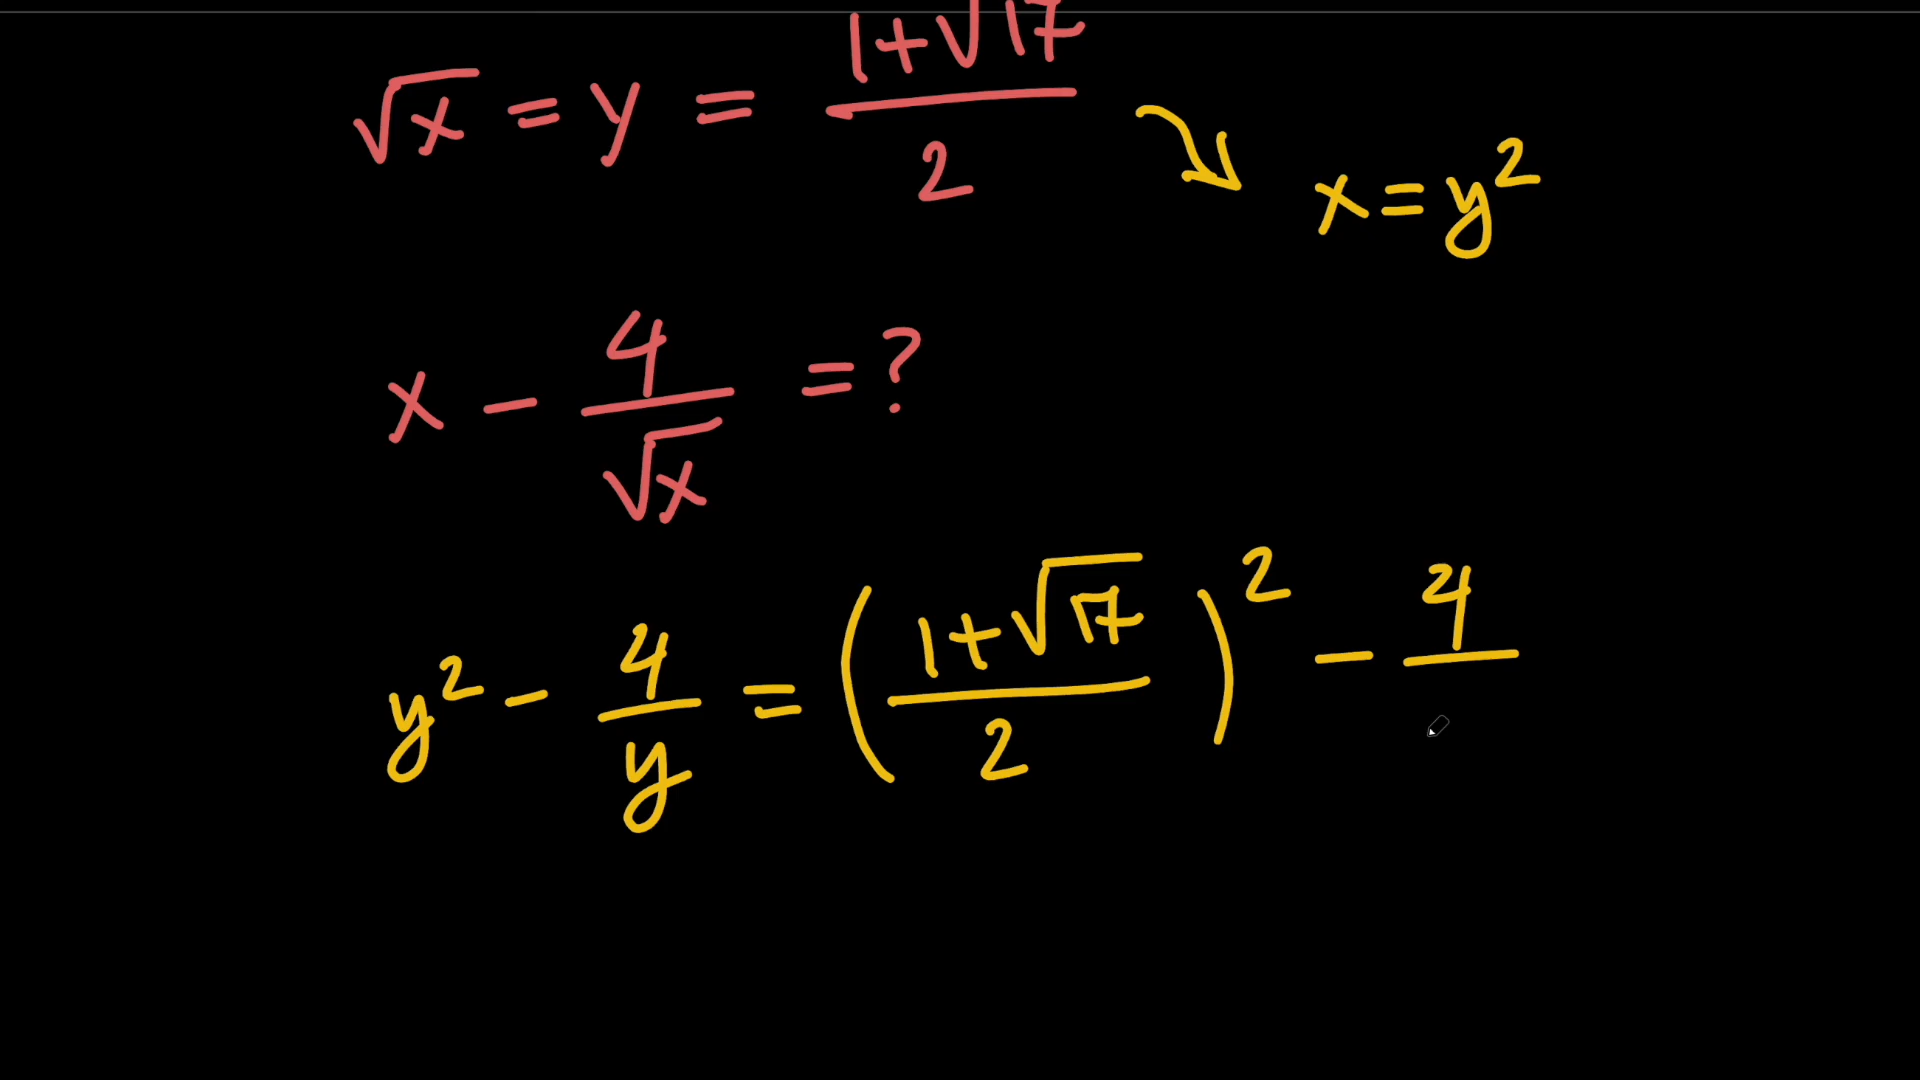 √x = y = (1+√17)/2
x = y²
x - 4/√x = ?
y² - 4/y = ((1+√17)/2)² - 4/